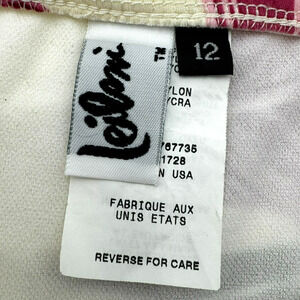 Leilani
TM
12
YLON
YCRA
767735
1728
N USA
FABRIQUE AUX
UNIS ETATS
REVERSE FOR CARE